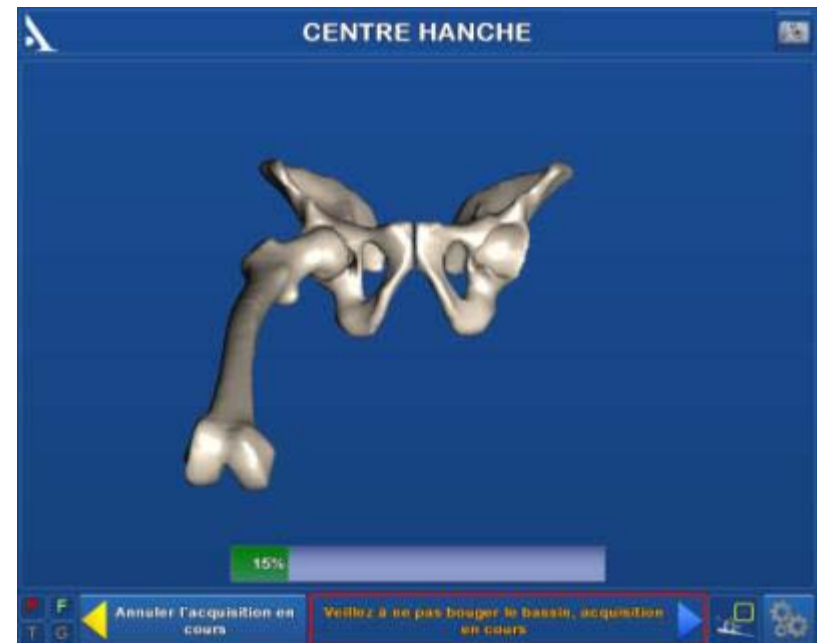 CENTRE HANCHE
15%
Annuler l'acquisition en
cours
Veillez à ne pas bouger le bassin, acquisition
en cours
P F
T G